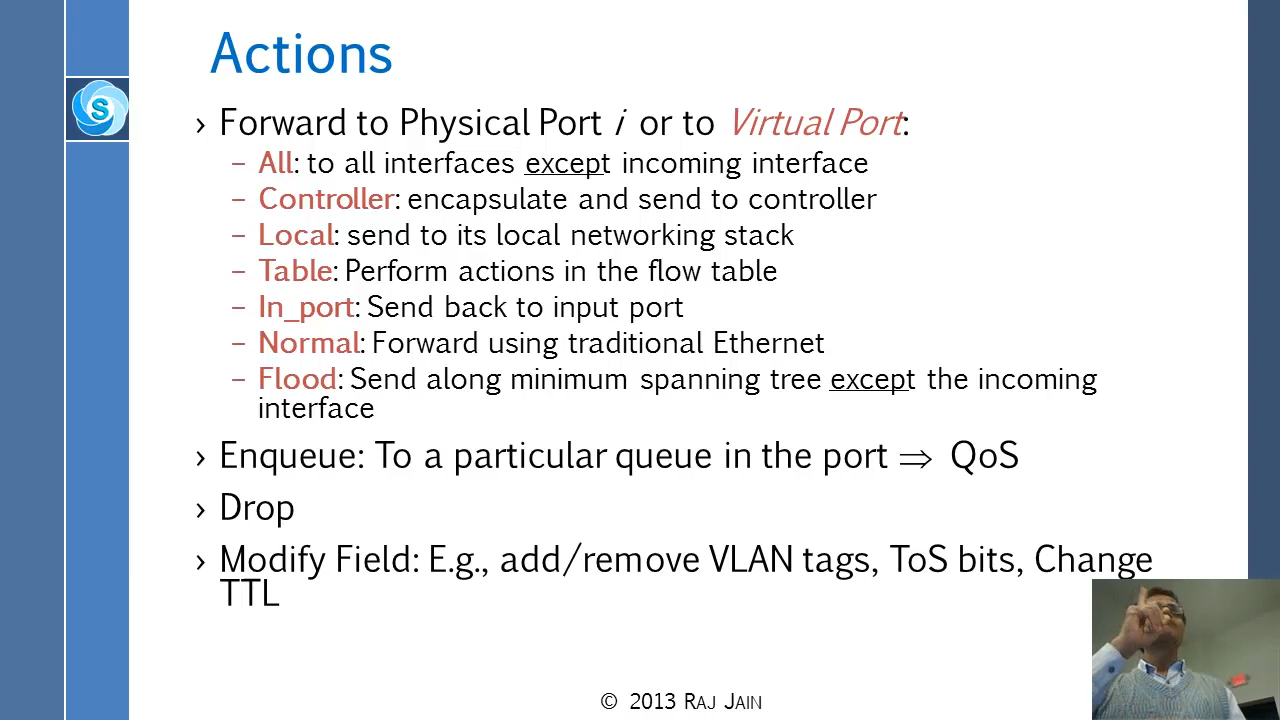 Actions
› Forward to Physical Port i or to Virtual Port:
– All: to all interfaces except incoming interface
– Controller: encapsulate and send to controller
– Local: send to its local networking stack
– Table: Perform actions in the flow table
– In_port: Send back to input port
– Normal: Forward using traditional Ethernet
– Flood: Send along minimum spanning tree except the incoming
interface
› Enqueue: To a particular queue in the port ⇒ QoS
› Drop
› Modify Field: E.g., add/remove VLAN tags, ToS bits, Change
TTL
© 2013 RAJ JAIN
S